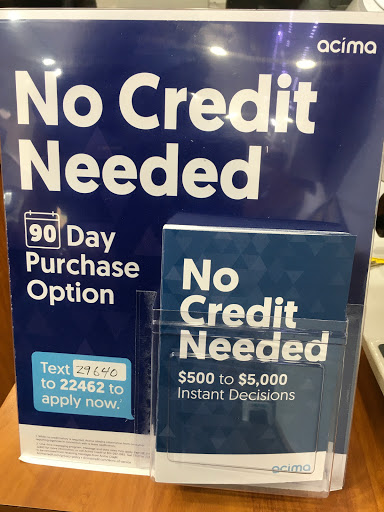 acima
No Credit
Needed
90 Day
Purchase
Option
Text 29640
to 22462 to
apply now.
No
Credit
Needed
$500 to $5,000
Instant Decisions
acima